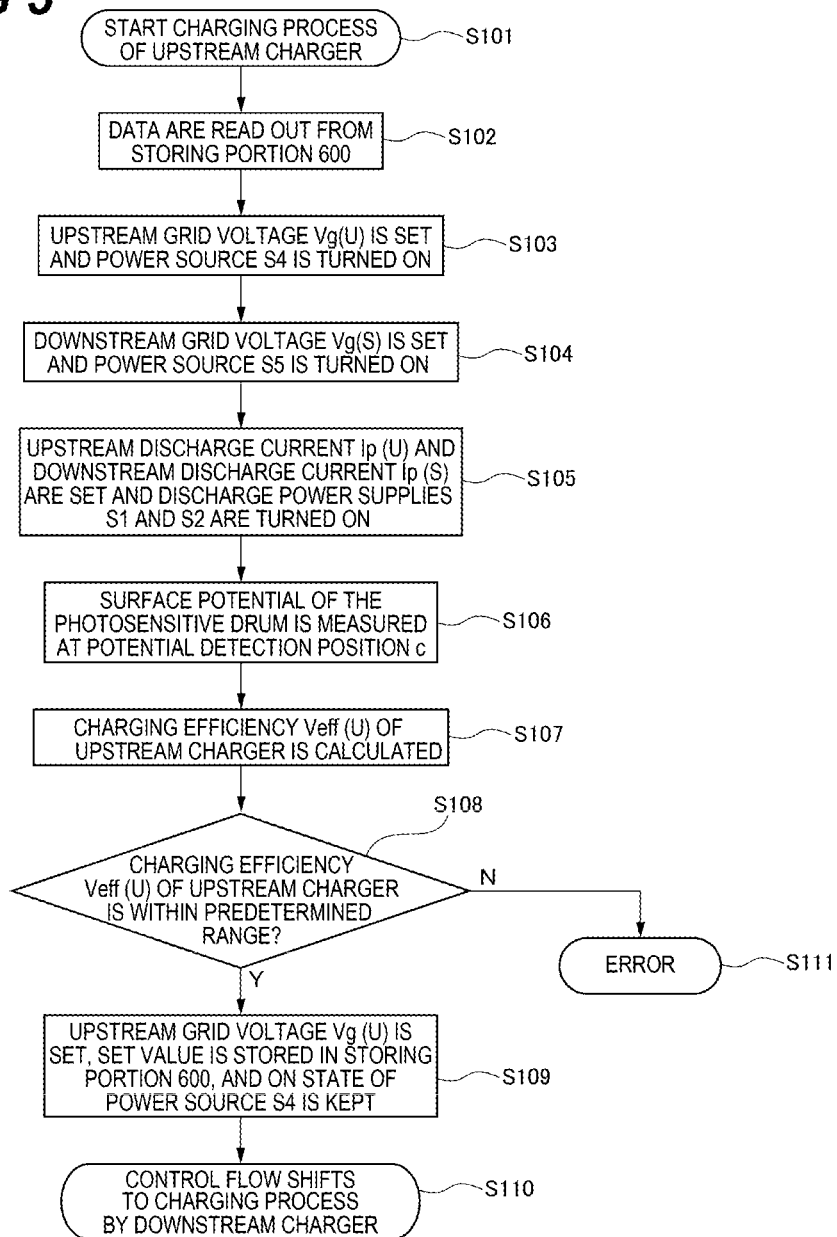 START CHARGING PROCESS
OF UPSTREAM CHARGER
S101
DATA ARE READ OUT FROM
STORING PORTION 600
S102
UPSTREAM GRID VOLTAGE Vg(U) IS SET
AND POWER SOURCE S4 IS TURNED ON
S103
DOWNSTREAM GRID VOLTAGE Vg(S) IS SET
AND POWER SOURCE S5 IS TURNED ON
S104
UPSTREAM DISCHARGE CURRENT Ip (U) AND
DOWNSTREAM DISCHARGE CURRENT Ip (S)
ARE SET AND DISCHARGE POWER SUPPLIES
S1 AND S2 ARE TURNED ON
S105
SURFACE POTENTIAL OF THE
PHOTOSENSITIVE DRUM IS MEASURED
AT POTENTIAL DETECTION POSITION c
S106
CHARGING EFFICIENCY Veff (U) OF
UPSTREAM CHARGER IS CALCULATED
S107
S108
CHARGING EFFICIENCY
Veff (U) OF UPSTREAM CHARGER
IS WITHIN PREDETERMINED
RANGE?
N
ERROR
S111
Y
UPSTREAM GRID VOLTAGE Vg (U) IS
SET, SET VALUE IS STORED IN STORING
PORTION 600, AND ON STATE OF
POWER SOURCE S4 IS KEPT
S109
CONTROL FLOW SHIFTS
TO CHARGING PROCESS
BY DOWNSTREAM CHARGER
S110